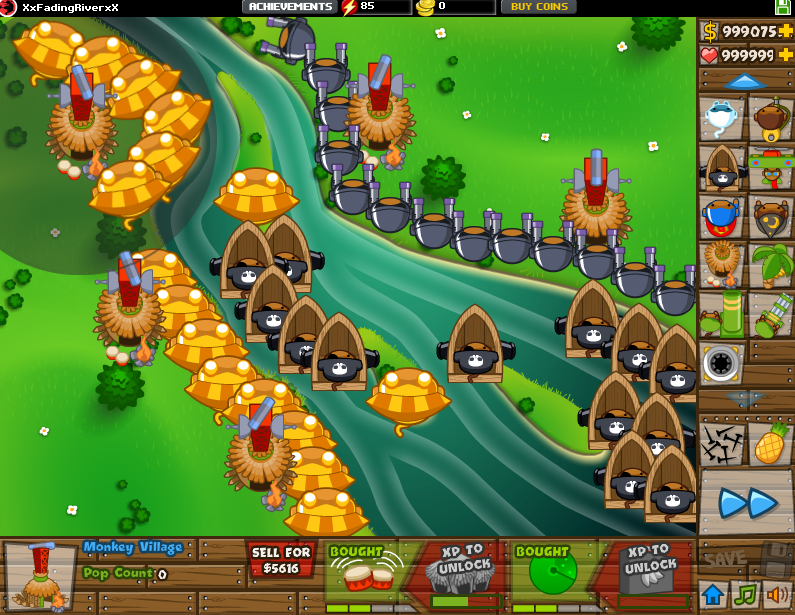 XxFadingRiverxX
ACHIEVEMENTS
85
0
BUY COINS
$ 999075
999999
Monkey Village
Pop Count 0
SELL FOR
$5616
BOUGHT
XP TO
UNLOCK
BOUGHT
XP TO
UNLOCK
SAVE